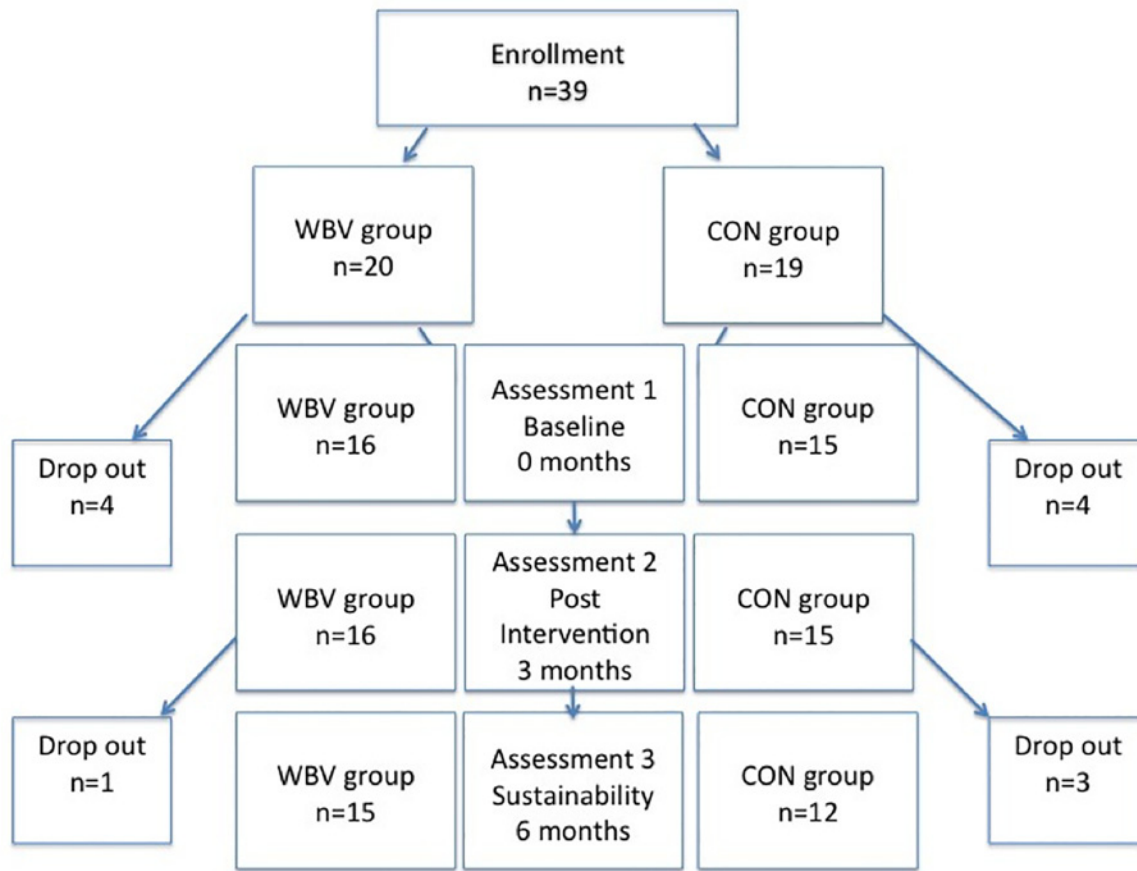 Enrollment
n=39
WBV group
n=20
CON group
n=19
WBV group
n=16
Assessment 1
Baseline
0 months
CON group
n=15
Drop out
n=4
Drop out
n=4
WBV group
n=16
Assessment 2
Post
Intervention
3 months
CON group
n=15
Drop out
n=1
WBV group
n=15
Assessment 3
Sustainability
6 months
CON group
n=12
Drop out
n=3